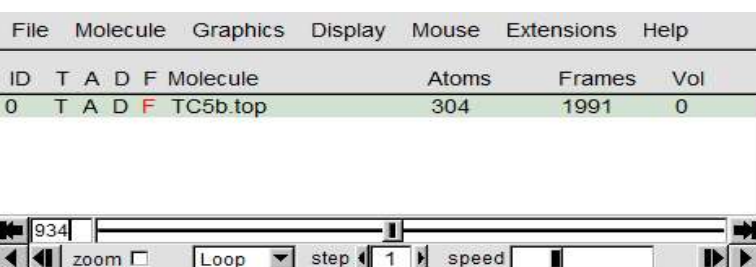 File Molecule Graphics Display Mouse Extensions Help
ID T A D F Molecule Atoms Frames Vol
0 T A D F TC5b.top 304 1991 0
934
zoom Loop step 1 speed